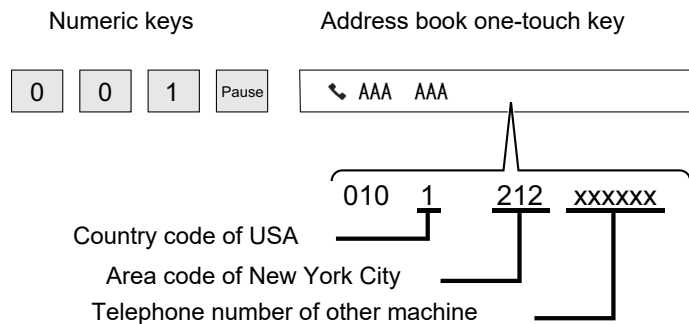 Numeric keys Address book one-touch key
0 0 1 Pause AAA AAA
010 1 212 xxxxxx
Country code of USA
Area code of New York City
Telephone number of other machine